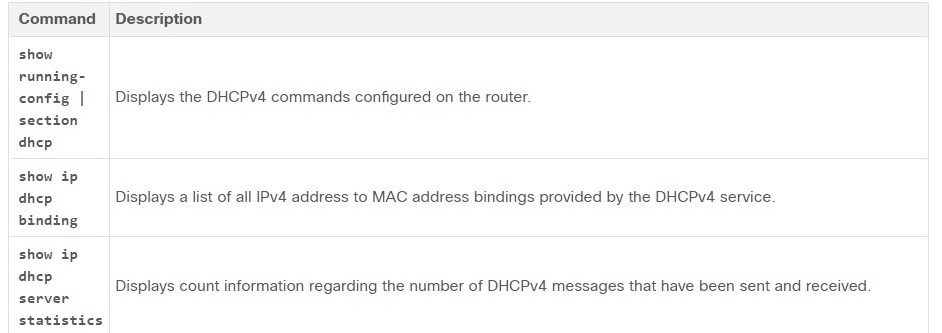 Command Description
show
running-
config |
section
dhcp
Displays the DHCPv4 commands configured on the router.
show ip
dhcp
binding
Displays a list of all IPv4 address to MAC address bindings provided by the DHCPv4 service.
show ip
dhcp
server
statistics
Displays count information regarding the number of DHCPv4 messages that have been sent and received.